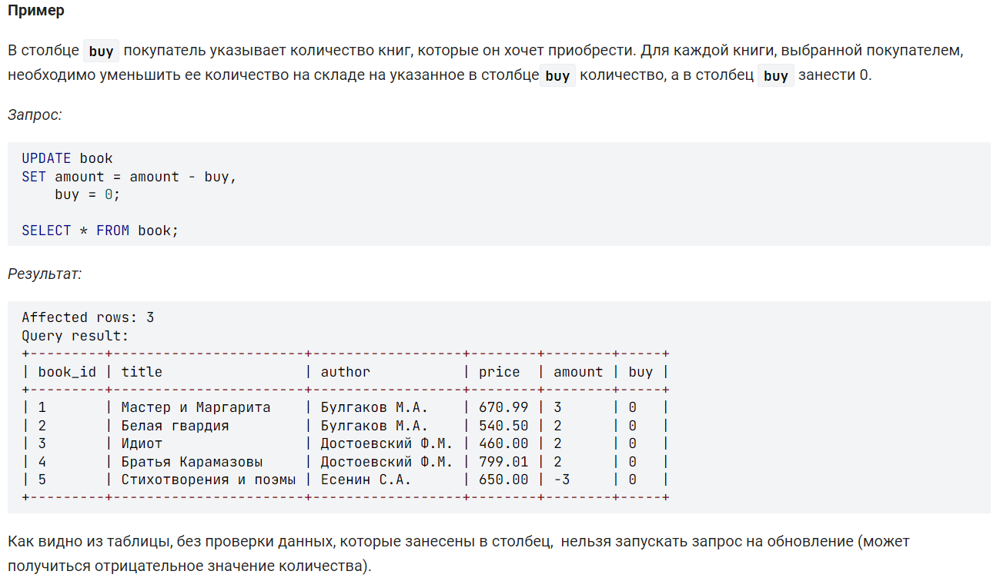 Пример
В столбце buy покупатель указывает количество книг, которые он хочет приобрести. Для каждой книги, выбранной покупателем,
необходимо уменьшить ее количество на складе на указанное в столбце buy количество, а в столбец buy занести 0.
Запрос:
UPDATE book
SET amount = amount - buy,
    buy = 0;
SELECT * FROM book;
Результат:
Affected rows: 3
Query result:
+---------+-----------------------+------------------+--------+--------+-----+
| book_id | title                 | author           | price  | amount | buy |
+---------+-----------------------+------------------+--------+--------+-----+
| 1       | Мастер и Маргарита    | Булгаков М.А.    | 670.99 | 3      | 0   |
| 2       | Белая гвардия         | Булгаков М.А.    | 540.50 | 2      | 0   |
| 3       | Идиот                 | Достоевский Ф.М. | 460.00 | 2      | 0   |
| 4       | Братья Карамазовы     | Достоевский Ф.М. | 799.01 | 2      | 0   |
| 5       | Стихотворения и поэмы | Есенин С.А.      | 650.00 | -3     | 0   |
+---------+-----------------------+------------------+--------+--------+-----+
Как видно из таблицы, без проверки данных, которые занесены в столбец,  нельзя запускать запрос на обновление (может
получиться отрицательное значение количества).